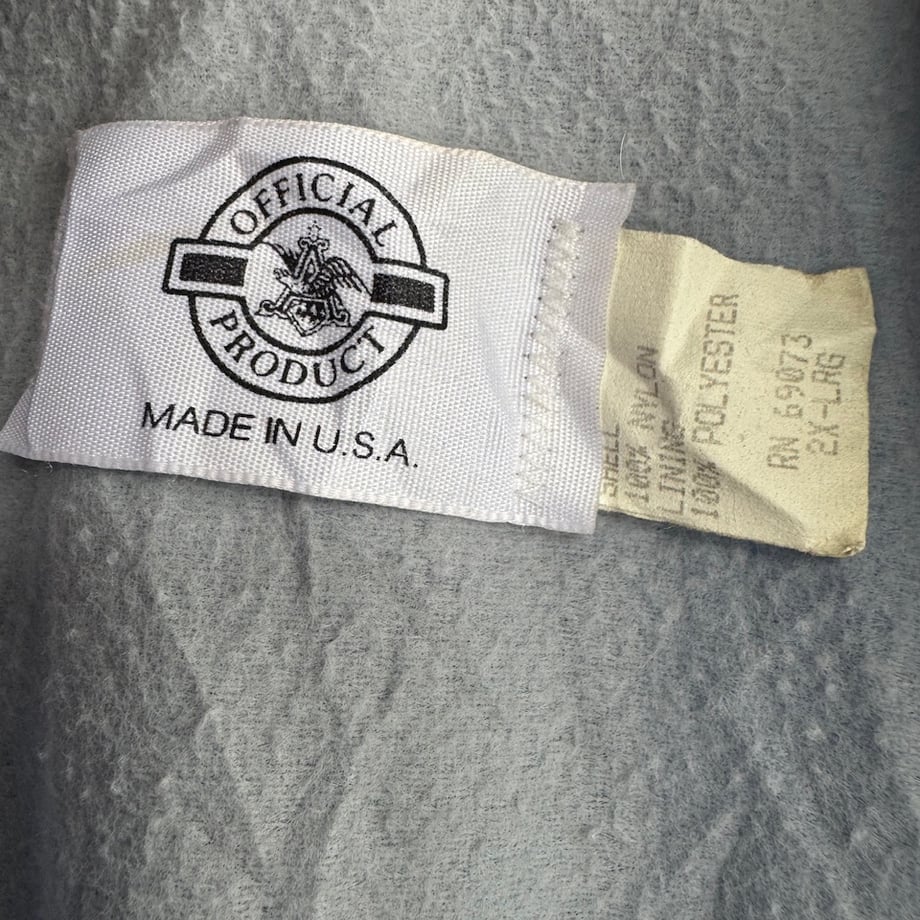 OFFICIAL
PRODUCT
MADE IN U.S.A.
SHELL
100% NYLON
LINING
100% POLYESTER
RN 69073
2X-LRG